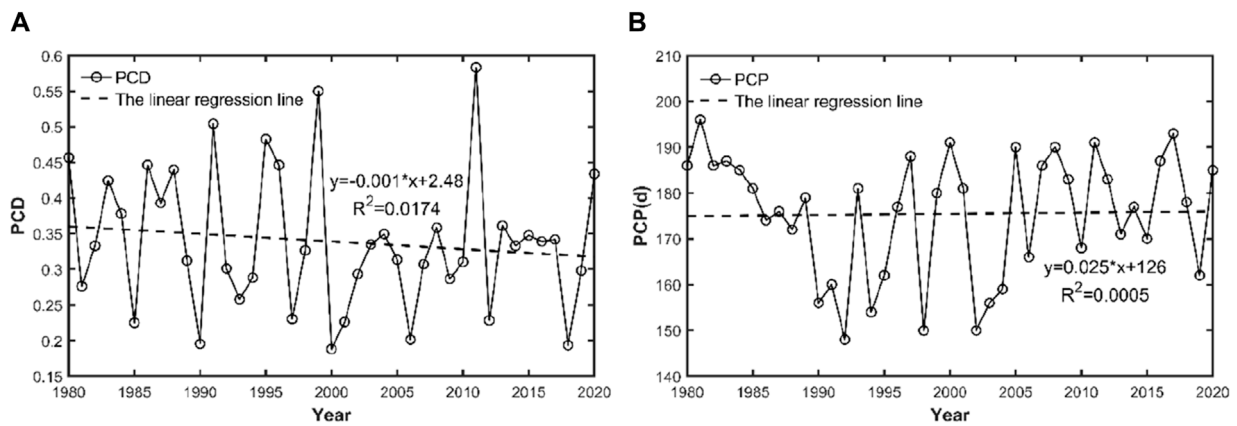 A
PCD
The linear regression line
y=-0.001*x+2.48
R²=0.0174
0.6
0.55
0.5
0.45
0.4
0.35
0.3
0.25
0.2
0.15
PCD
1980 1985 1990 1995 2000 2005 2010 2015 2020
Year
B
PCP
The linear regression line
y=0.025*x+126
R²=0.0005
210
200
190
180
170
160
150
140
PCP(d)
1980 1985 1990 1995 2000 2005 2010 2015 2020
Year